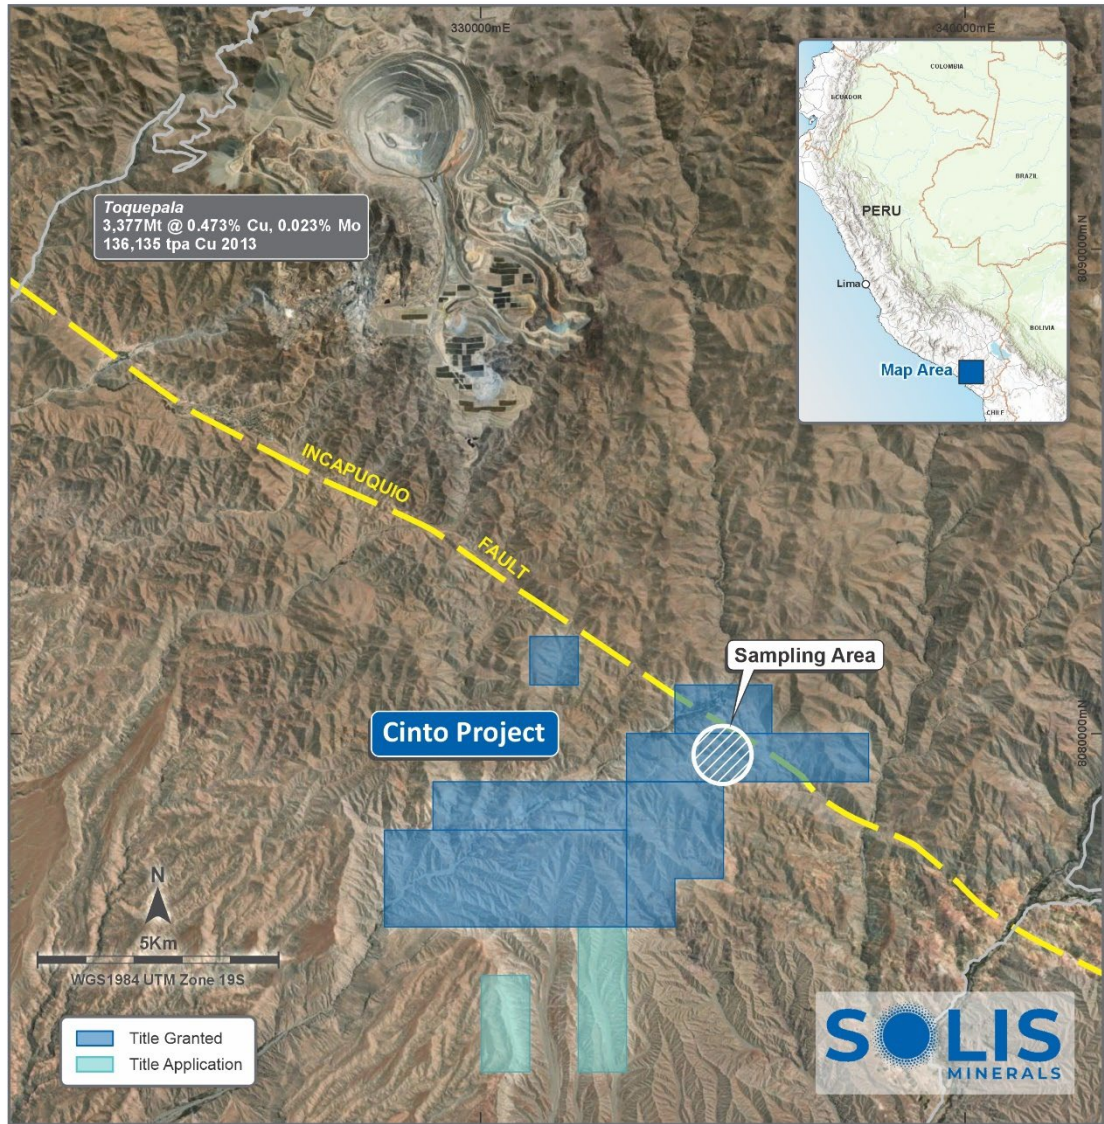 330000mE
340000mE
COLOMBIA
ECUADOR
BRAZIL
PERU
Lima
BOLIVIA
Map Area
CHILE
8090000mN
Toquepala
3,377Mt @ 0.473% Cu, 0.023% Mo
136,135 tpa Cu 2013
INCAPUQUIO
FAULT
Sampling Area
Cinto Project
8080000mN
N
5Km
WGS1984 UTM Zone 19S
Title Granted
Title Application
SOLIS
MINERALS